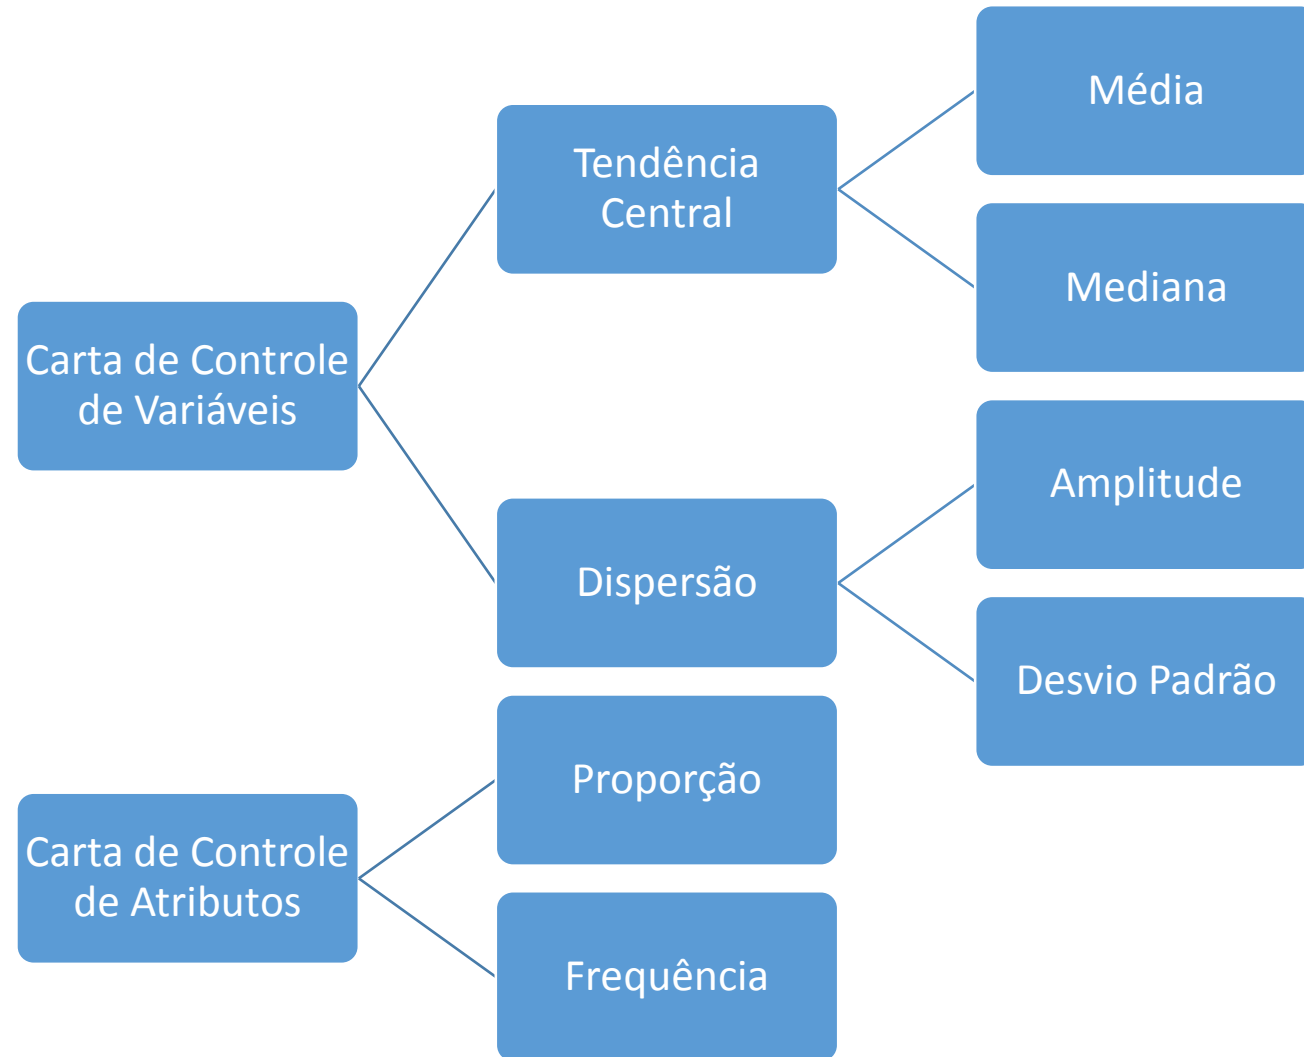 Carta de Controle
de Variáveis
Tendência
Central
Média
Mediana
Dispersão
Amplitude
Desvio Padrão
Carta de Controle
de Atributos
Proporção
Frequência